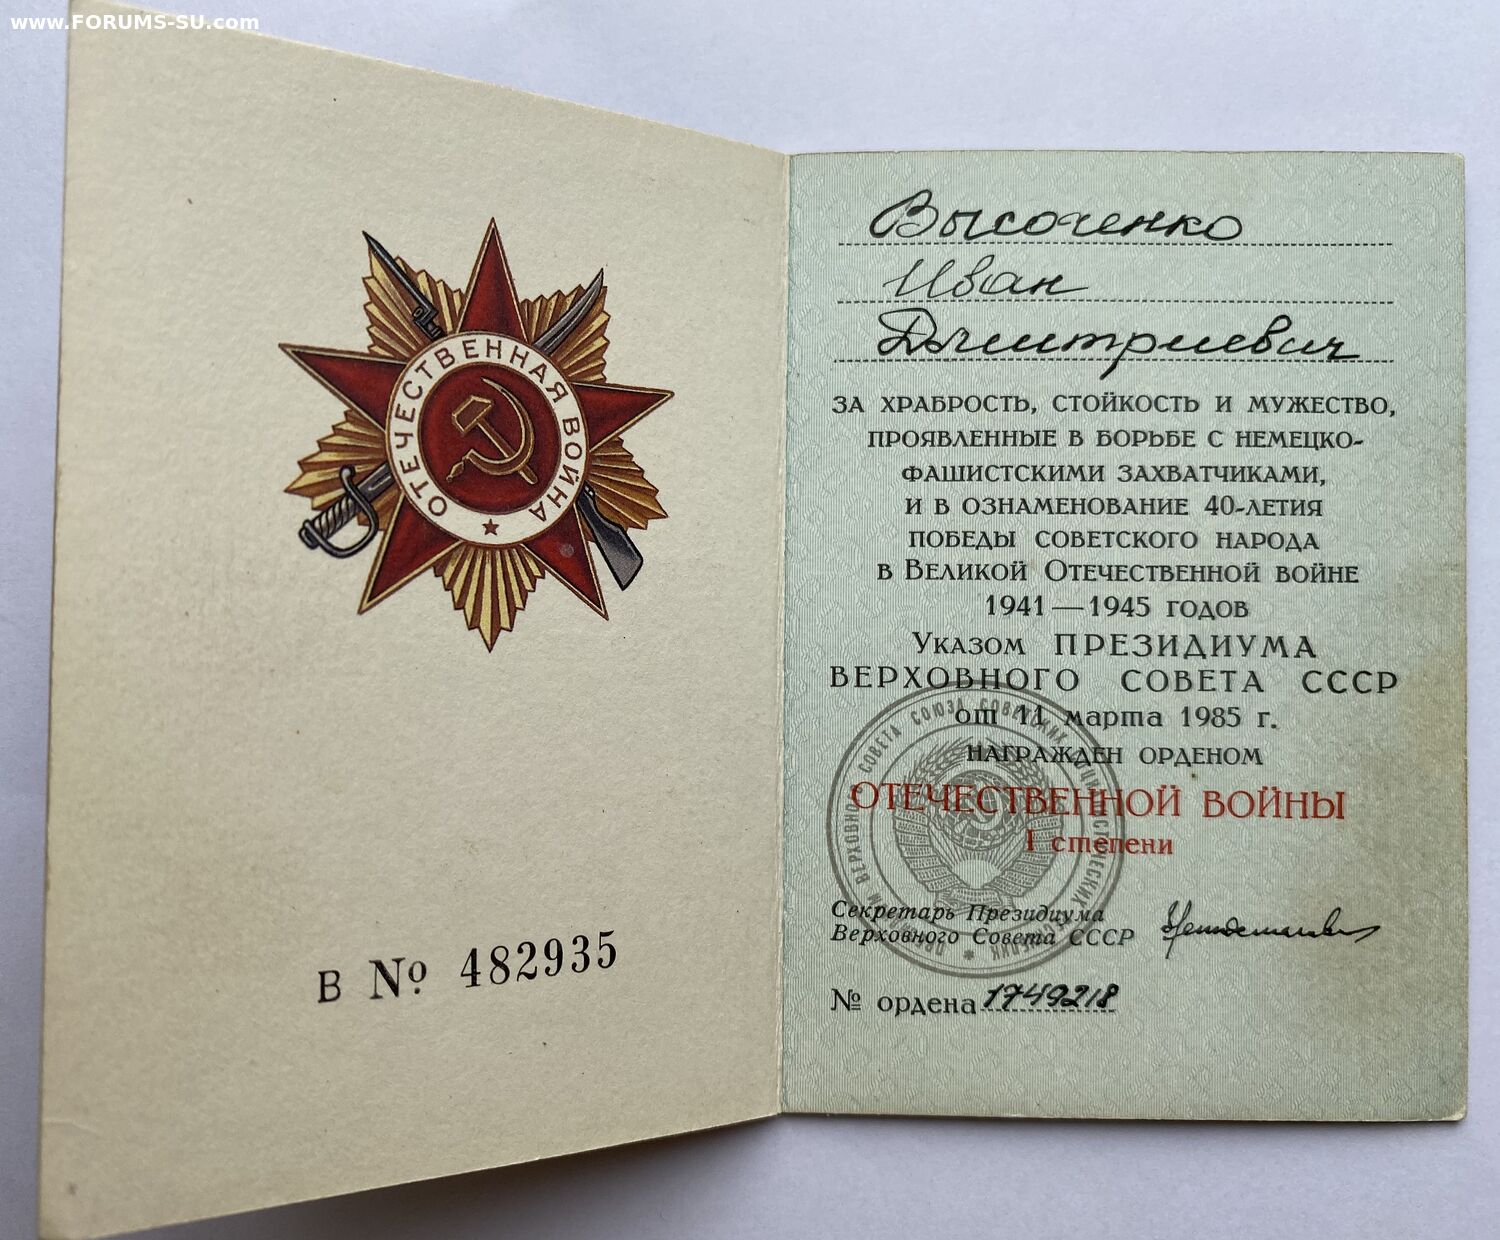 www.FORUMS-SU.com
ОТЕЧЕСТВЕННАЯ ВОЙНА
В № 482935
Высоченко
Иван
Дмитриевич
ЗА ХРАБРОСТЬ, СТОЙКОСТЬ И МУЖЕСТВО,
ПРОЯВЛЕННЫЕ В БОРЬБЕ С НЕМЕЦКО-
ФАШИСТСКИМИ ЗАХВАТЧИКАМИ,
И В ОЗНАМЕНОВАНИЕ 40-ЛЕТИЯ
ПОБЕДЫ СОВЕТСКОГО НАРОДА
В ВЕЛИКОЙ ОТЕЧЕСТВЕННОЙ ВОЙНЕ
1941—1945 ГОДОВ
УКАЗОМ ПРЕЗИДИУМА
ВЕРХОВНОГО СОВЕТА СССР
от 11 марта 1985 г.
НАГРАЖДЕН ОРДЕНОМ
ОТЕЧЕСТВЕННОЙ ВОЙНЫ
I степени
Секретарь Президиума
Верховного Совета СССР
№ ордена 1749218